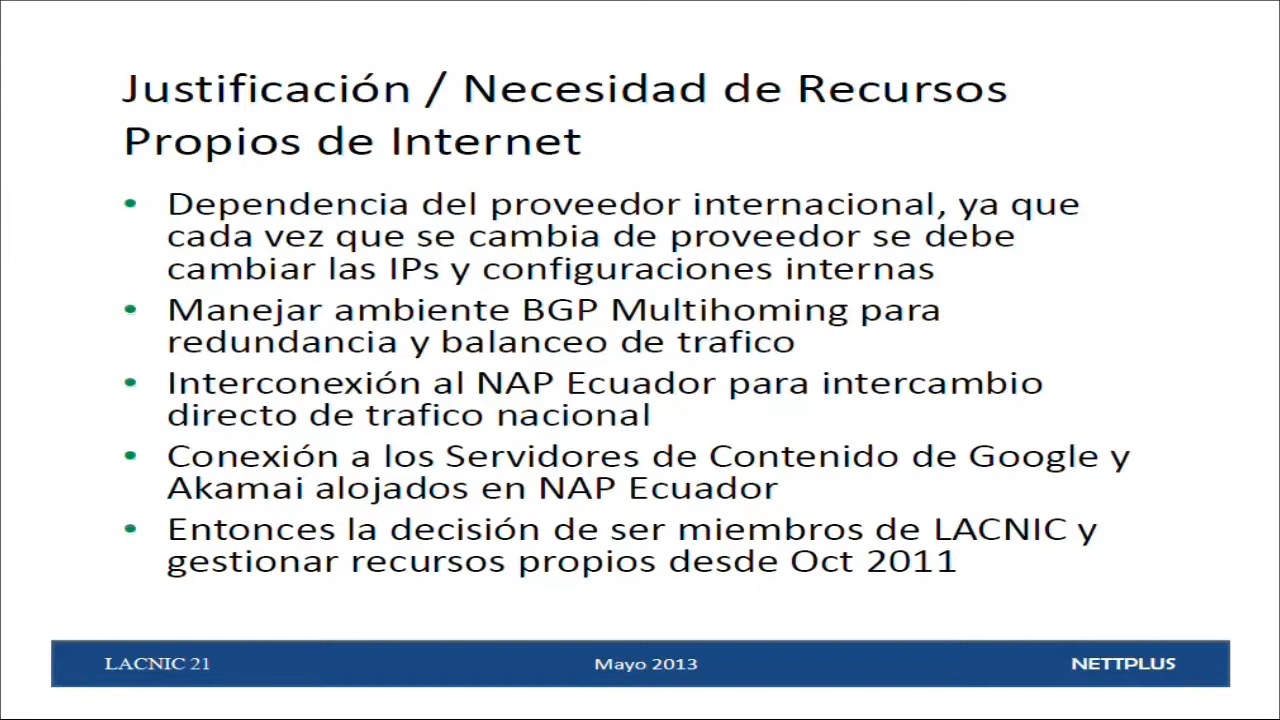 Justificación / Necesidad de Recursos
Propios de Internet
• Dependencia del proveedor internacional, ya que
cada vez que se cambia de proveedor se debe
cambiar las IPs y configuraciones internas
• Manejar ambiente BGP Multihoming para
redundancia y balanceo de trafico
• Interconexión al NAP Ecuador para intercambio
directo de trafico nacional
• Conexión a los Servidores de Contenido de Google y
Akamai alojados en NAP Ecuador
• Entonces la decisión de ser miembros de LACNIC y
gestionar recursos propios desde Oct 2011
LACNIC 21 Mayo 2013 NETTPLUS